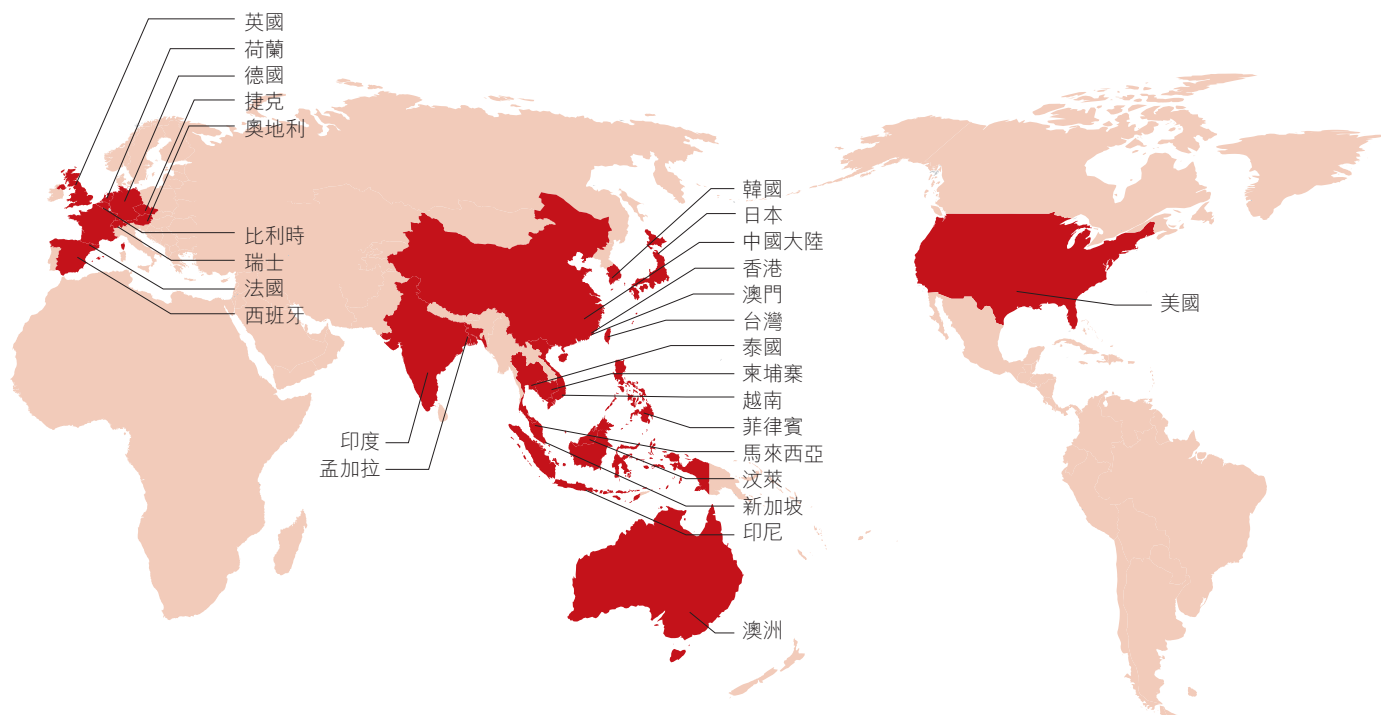 英國
荷蘭
德國
捷克
奧地利
比利時
瑞士
法國
西班牙
印度
孟加拉
韓國
日本
中國大陸
香港
澳門
台灣
泰國
柬埔寨
越南
菲律賓
馬來西亞
汶萊
新加坡
印尼
澳洲
美國